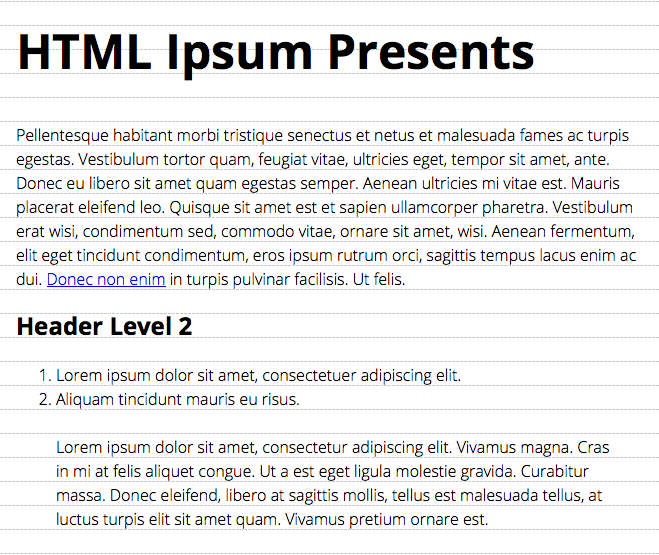 HTML Ipsum Presents
Pellentesque habitant morbi tristique senectus et netus et malesuada fames ac turpis
egestas. Vestibulum tortor quam, feugiat vitae, ultricies eget, tempor sit amet, ante.
Donec eu libero sit amet quam egestas semper. Aenean ultricies mi vitae est. Mauris
placerat eleifend leo. Quisque sit amet est et sapien ullamcorper pharetra. Vestibulum
erat wisi, condimentum sed, commodo vitae, ornare sit amet, wisi. Aenean fermentum,
elit eget tincidunt condimentum, eros ipsum rutrum orci, sagittis tempus lacus enim ac
dui. Donec non enim in turpis pulvinar facilisis. Ut felis.
Header Level 2
1. Lorem ipsum dolor sit amet, consectetuer adipiscing elit.
2. Aliquam tincidunt mauris eu risus.
Lorem ipsum dolor sit amet, consectetur adipiscing elit. Vivamus magna. Cras
in mi at felis aliquet congue. Ut a est eget ligula molestie gravida. Curabitur
massa. Donec eleifend, libero at sagittis mollis, tellus est malesuada tellus, at
luctus turpis elit sit amet quam. Vivamus pretium ornare est.